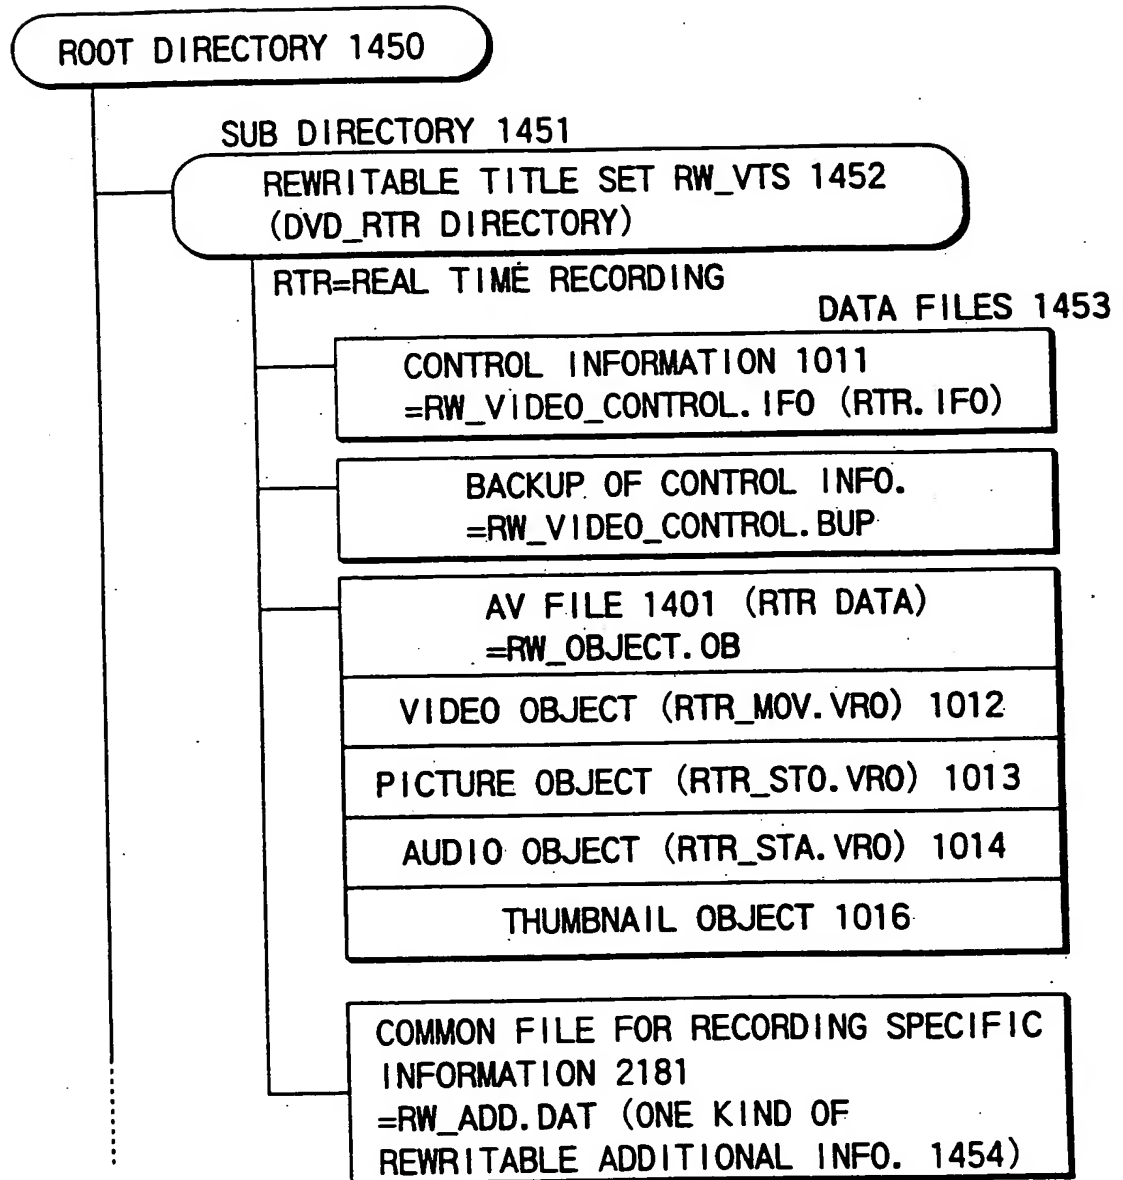 ROOT DIRECTORY 1450
SUB DIRECTORY 1451
REWRITABLE TITLE SET RW_VTS 1452
(DVD_RTR DIRECTORY)
RTR=REAL TIME RECORDING
DATA FILES 1453
CONTROL INFORMATION 1011
=RW_VIDEO_CONTROL.IFO (RTR.IFO)
BACKUP OF CONTROL INFO.
=RW_VIDEO_CONTROL.BUP
AV FILE 1401 (RTR DATA)
=RW_OBJECT.OB
VIDEO OBJECT (RTR_MOV.VRO) 1012
PICTURE OBJECT (RTR_STO.VRO) 1013
AUDIO OBJECT (RTR_STA.VRO) 1014
THUMBNAIL OBJECT 1016
COMMON FILE FOR RECORDING SPECIFIC
INFORMATION 2181
=RW_ADD.DAT (ONE KIND OF
REWRITABLE ADDITIONAL INFO. 1454)